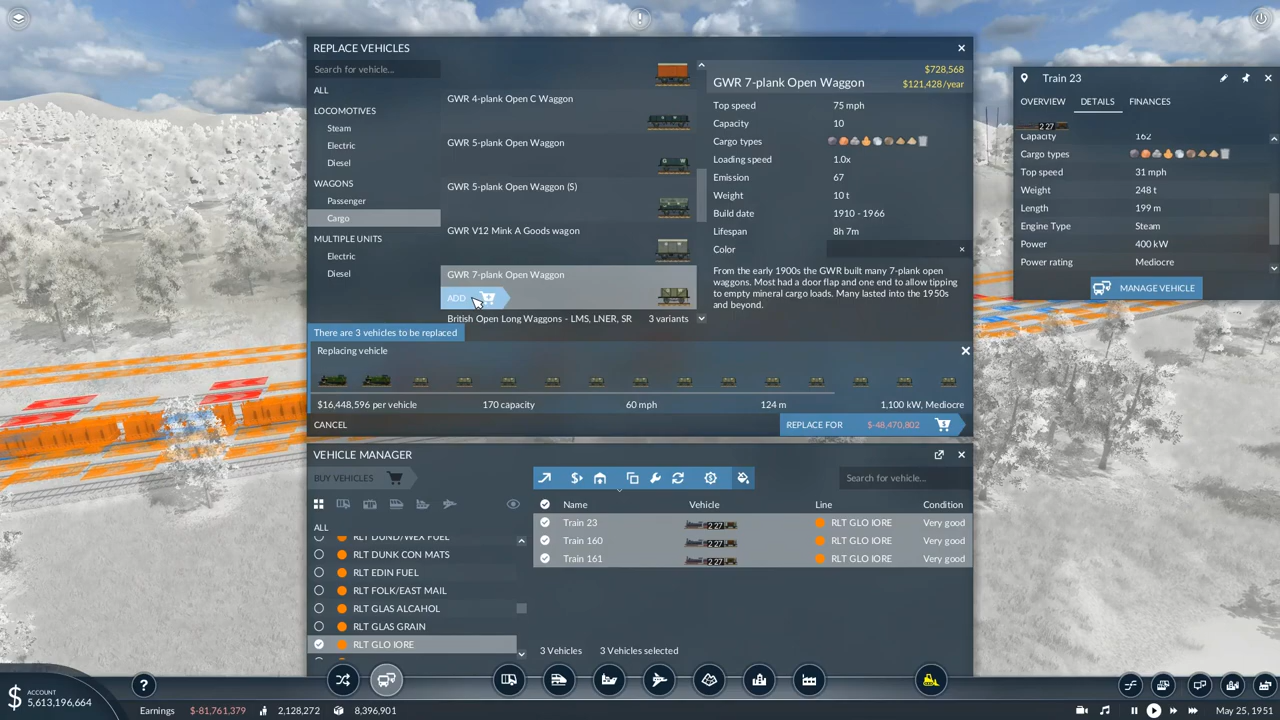 REPLACE VEHICLES
Search for vehicle...
ALL
LOCOMOTIVES
Steam
Electric
Diesel
WAGONS
Passenger
Cargo
MULTIPLE UNITS
Electric
Diesel
GWR 4-plank Open C Waggon
GWR 5-plank Open Waggon
GWR 5-plank Open Waggon (S)
GWR V12 Mink A Goods wagon
GWR 7-plank Open Waggon
ADD
British Open Long Waggons - LMS, LNER, SR 3 variants
GWR 7-plank Open Waggon
$728,568
$121,428/year
Top speed 75 mph
Capacity 10
Cargo types
Loading speed 1.0x
Emission 67
Weight 10 t
Build date 1910 - 1966
Lifespan 8h 7m
Color
From the early 1900s the GWR built many 7-plank open
waggons. Most had a door flap and one end to allow tipping
to empty mineral cargo loads. Many lasted into the 1950s
and beyond.
There are 3 vehicles to be replaced
Replacing vehicle
$16,448,596 per vehicle 170 capacity 60 mph 124 m 1,100 kW, Mediocre
CANCEL
REPLACE FOR $-48,470,802
Train 23
OVERVIEW DETAILS FINANCES
2 27
Capacity 162
Cargo types
Top speed 31 mph
Weight 248 t
Length 199 m
Engine Type Steam
Power 400 kW
Power rating Mediocre
MANAGE VEHICLE
VEHICLE MANAGER
BUY VEHICLES
Search for vehicle...
ALL
RLT DUND/WEX FUEL
RLT DUNK CON MATS
RLT EDIN FUEL
RLT FOLK/EAST MAIL
RLT GLAS ALCAHOL
RLT GLAS GRAIN
RLT GLO IORE
Name Vehicle Line Condition
Train 23 2 27 RLT GLO IORE Very good
Train 160 2 27 RLT GLO IORE Very good
Train 161 2 27 RLT GLO IORE Very good
3 Vehicles 3 Vehicles selected
$ ACCOUNT
5,613,196,664
?
Earnings $-81,761,379 2,128,272 8,396,901
May 25, 1951